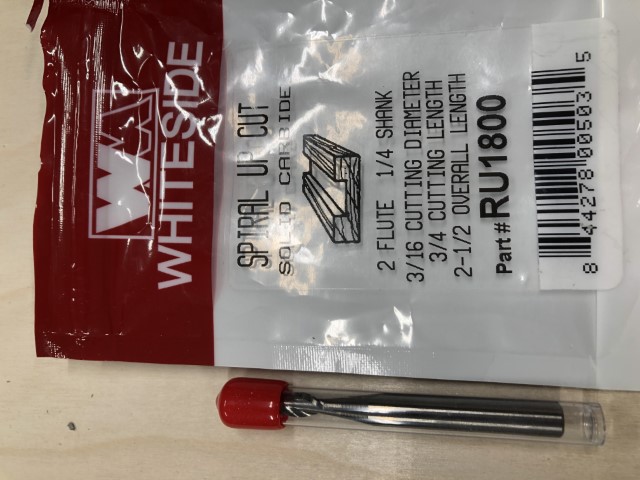 WHITESIDE
SPIRAL UP CUT
SOLID CARBIDE
2 FLUTE 1/4 SHANK
3/16 CUTTING DIAMETER
3/4 CUTTING LENGTH
2-1/2 OVERALL LENGTH
Part# RU1800
8 44278 00503 5